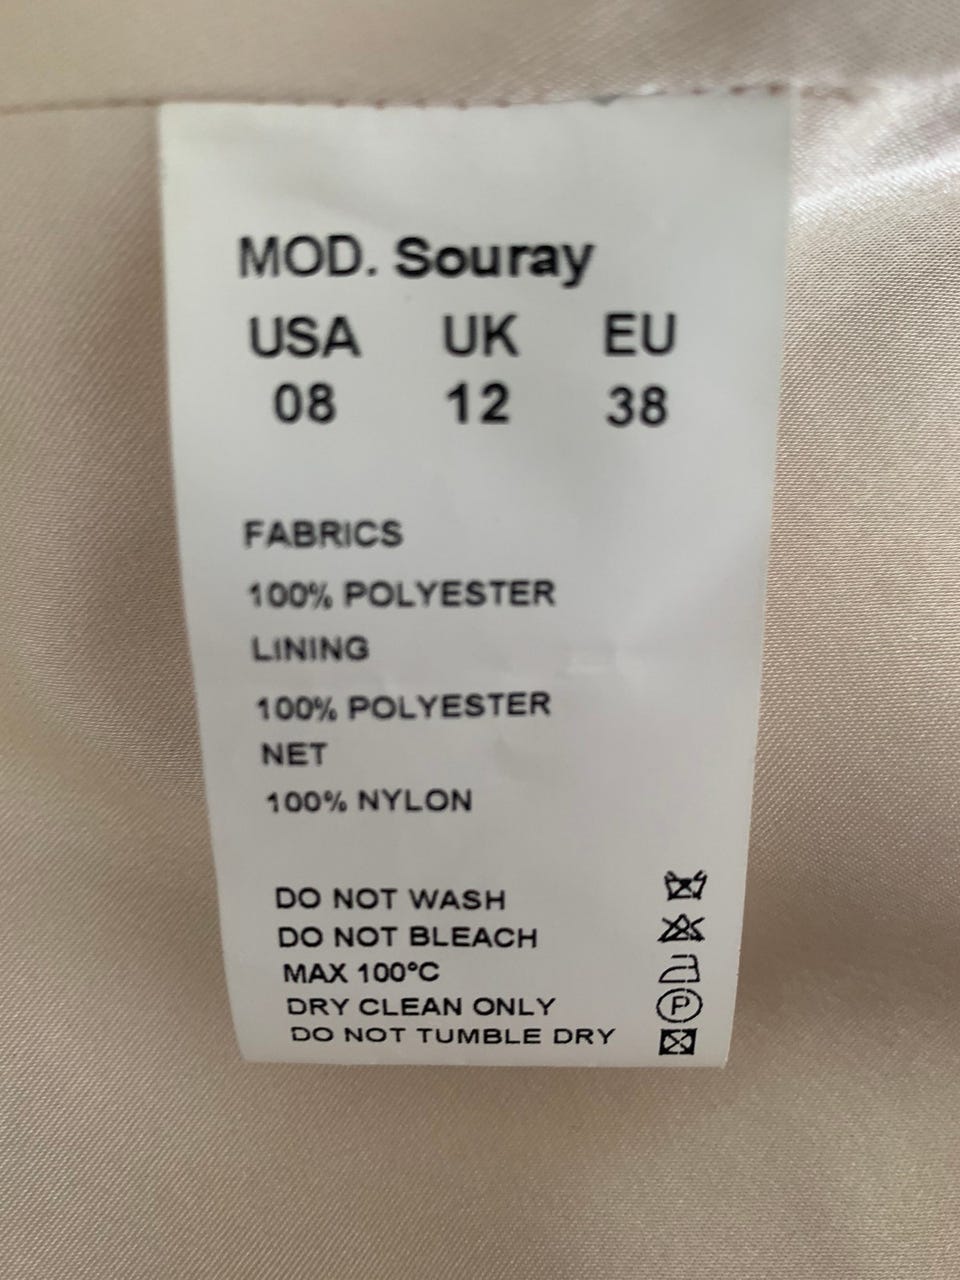 MOD. Souray
USA UK EU
08 12 38
FABRICS
100% POLYESTER
LINING
100% POLYESTER
NET
100% NYLON
DO NOT WASH
DO NOT BLEACH
MAX 100°C
DRY CLEAN ONLY
P
DO NOT TUMBLE DRY